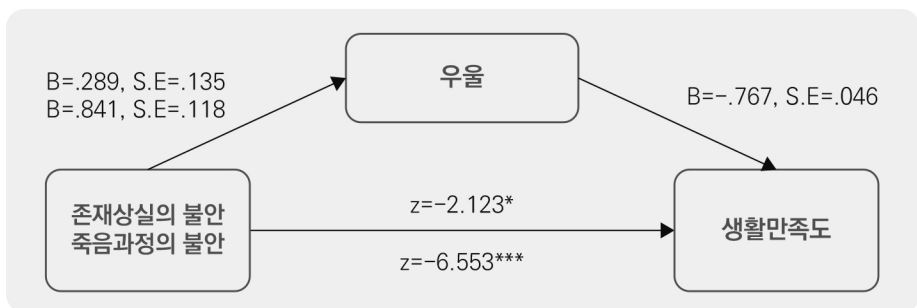 우울
B=.289, S.E=.135
B=.841, S.E=.118
B=-.767, S.E=.046
존재상실의 불안
죽음과정의 불안
z=-2.123*
z=-6.553***
생활만족도